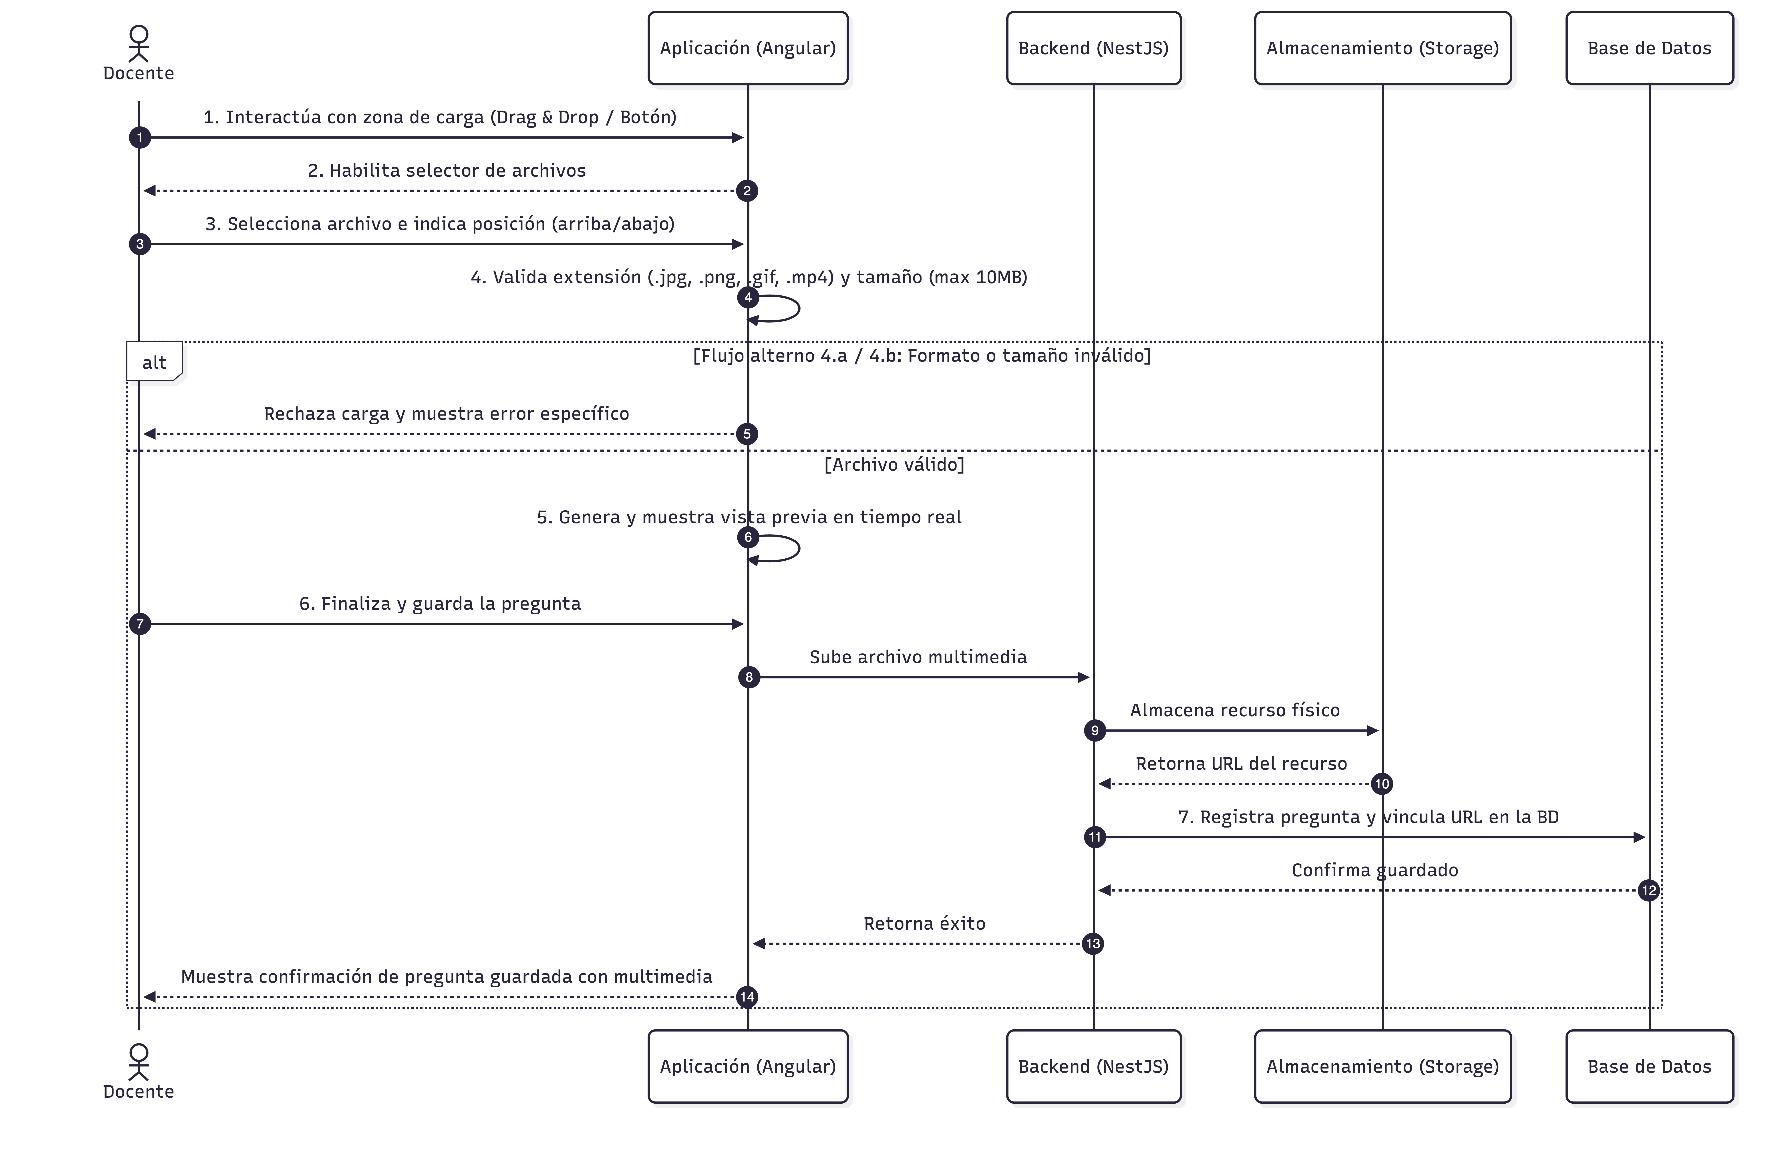 Docente
Aplicación (Angular)
Backend (NestJS)
Almacenamiento (Storage)
Base de Datos
1. Interactúa con zona de carga (Drag & Drop / Botón)
1
2. Habilita selector de archivos
2
3. Selecciona archivo e indica posición (arriba/abajo)
3
4. Valida extensión (.jpg, .png, .gif, .mp4) y tamaño (max 10MB)
4
alt
[Flujo alterno 4.a / 4.b: Formato o tamaño inválido]
Rechaza carga y muestra error específico
5
[Archivo válido]
5. Genera y muestra vista previa en tiempo real
6
6. Finaliza y guarda la pregunta
7
Sube archivo multimedia
8
Almacena recurso físico
9
Retorna URL del recurso
10
7. Registra pregunta y vincula URL en la BD
11
Confirma guardado
12
Retorna éxito
13
Muestra confirmación de pregunta guardada con multimedia
14
Docente
Aplicación (Angular)
Backend (NestJS)
Almacenamiento (Storage)
Base de Datos